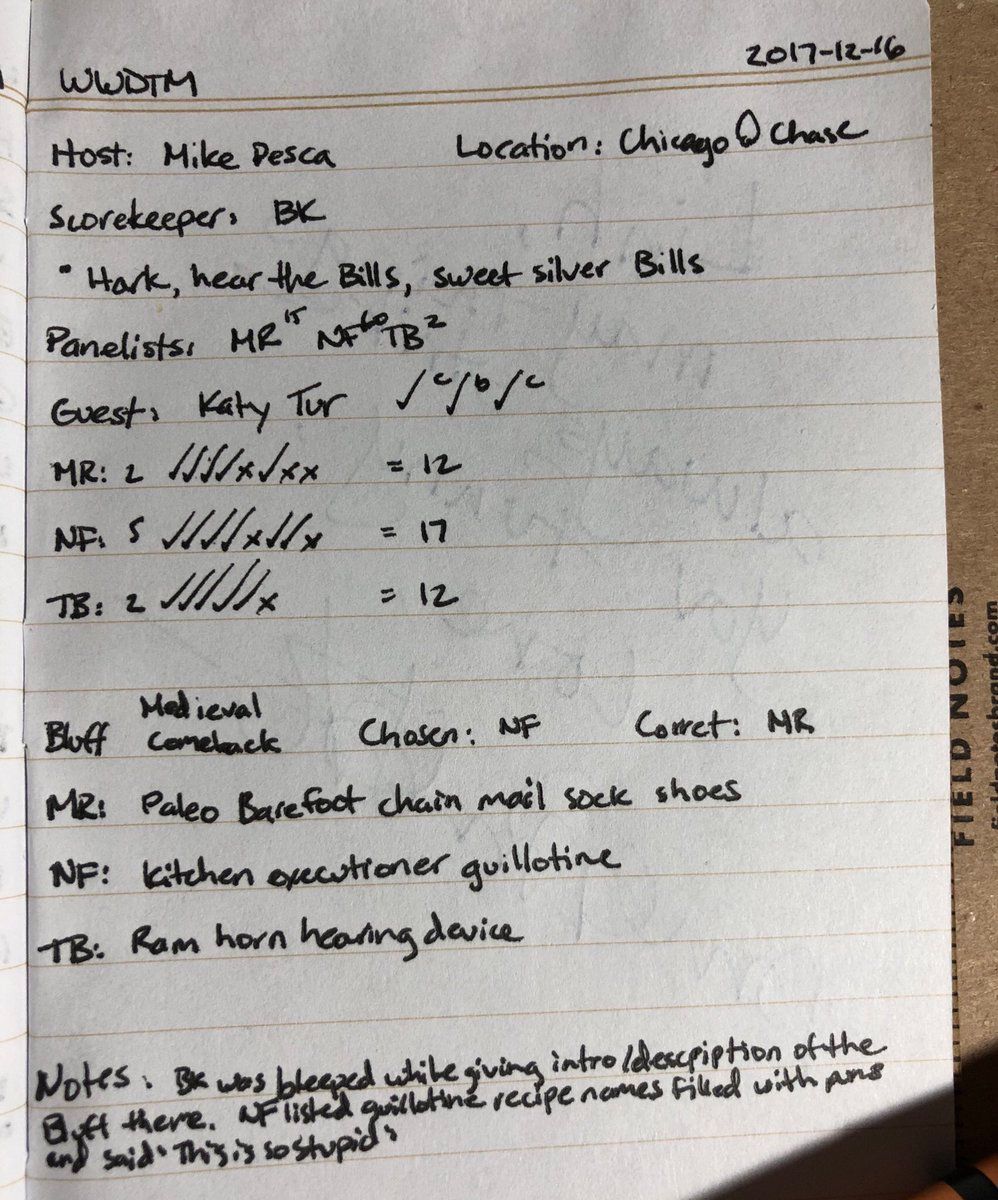 WWDTM 2017-12-16
Host: Mike Pesca Location: Chicago Chase
Scorekeeper: BK
" Hark, hear the Bills, sweet silver Bills
Panelists: MR 15 NF 60 TB 2
Guest: Katy Tur ✓c ✓b ✓c
MR: 2 ✓✓✓✓x✓xx = 12
NF: 5 ✓✓✓✓x✓✓x = 17
TB: 2 ✓✓✓✓✓x = 12
Bluff Medieval Comeback Chosen: NF Correct: MR
MR: Paleo Barefoot chain mail sock shoes
NF: Kitchen executioner guillotine
TB: Ram horn hearing device
Notes: BK was bleeped while giving intro/descpiption of the
Bluff there. NF listed guillotine recipe names filled with puns
and said "This is so stupid"
FIELD NOTES